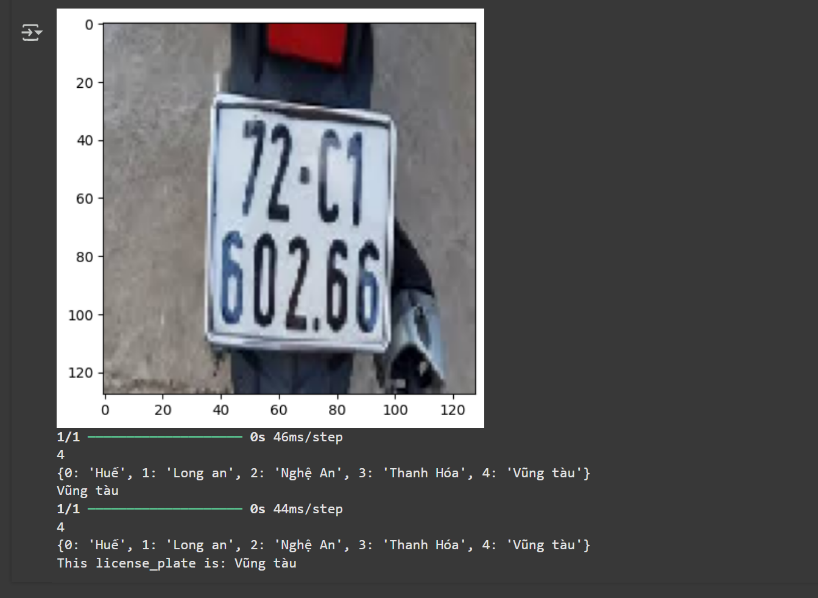 0
20
40
60
80
100
120
72-C1
602.66
0 20 40 60 80 100 120
1/1 ━━━━━━━━━━━━━━━━━━━━ 0s 46ms/step
4
{0: 'Huế', 1: 'Long an', 2: 'Nghệ An', 3: 'Thanh Hóa', 4: 'Vũng tàu'}
Vũng tàu
1/1 ━━━━━━━━━━━━━━━━━━━━ 0s 44ms/step
4
{0: 'Huế', 1: 'Long an', 2: 'Nghệ An', 3: 'Thanh Hóa', 4: 'Vũng tàu'}
This license_plate is: Vũng tàu